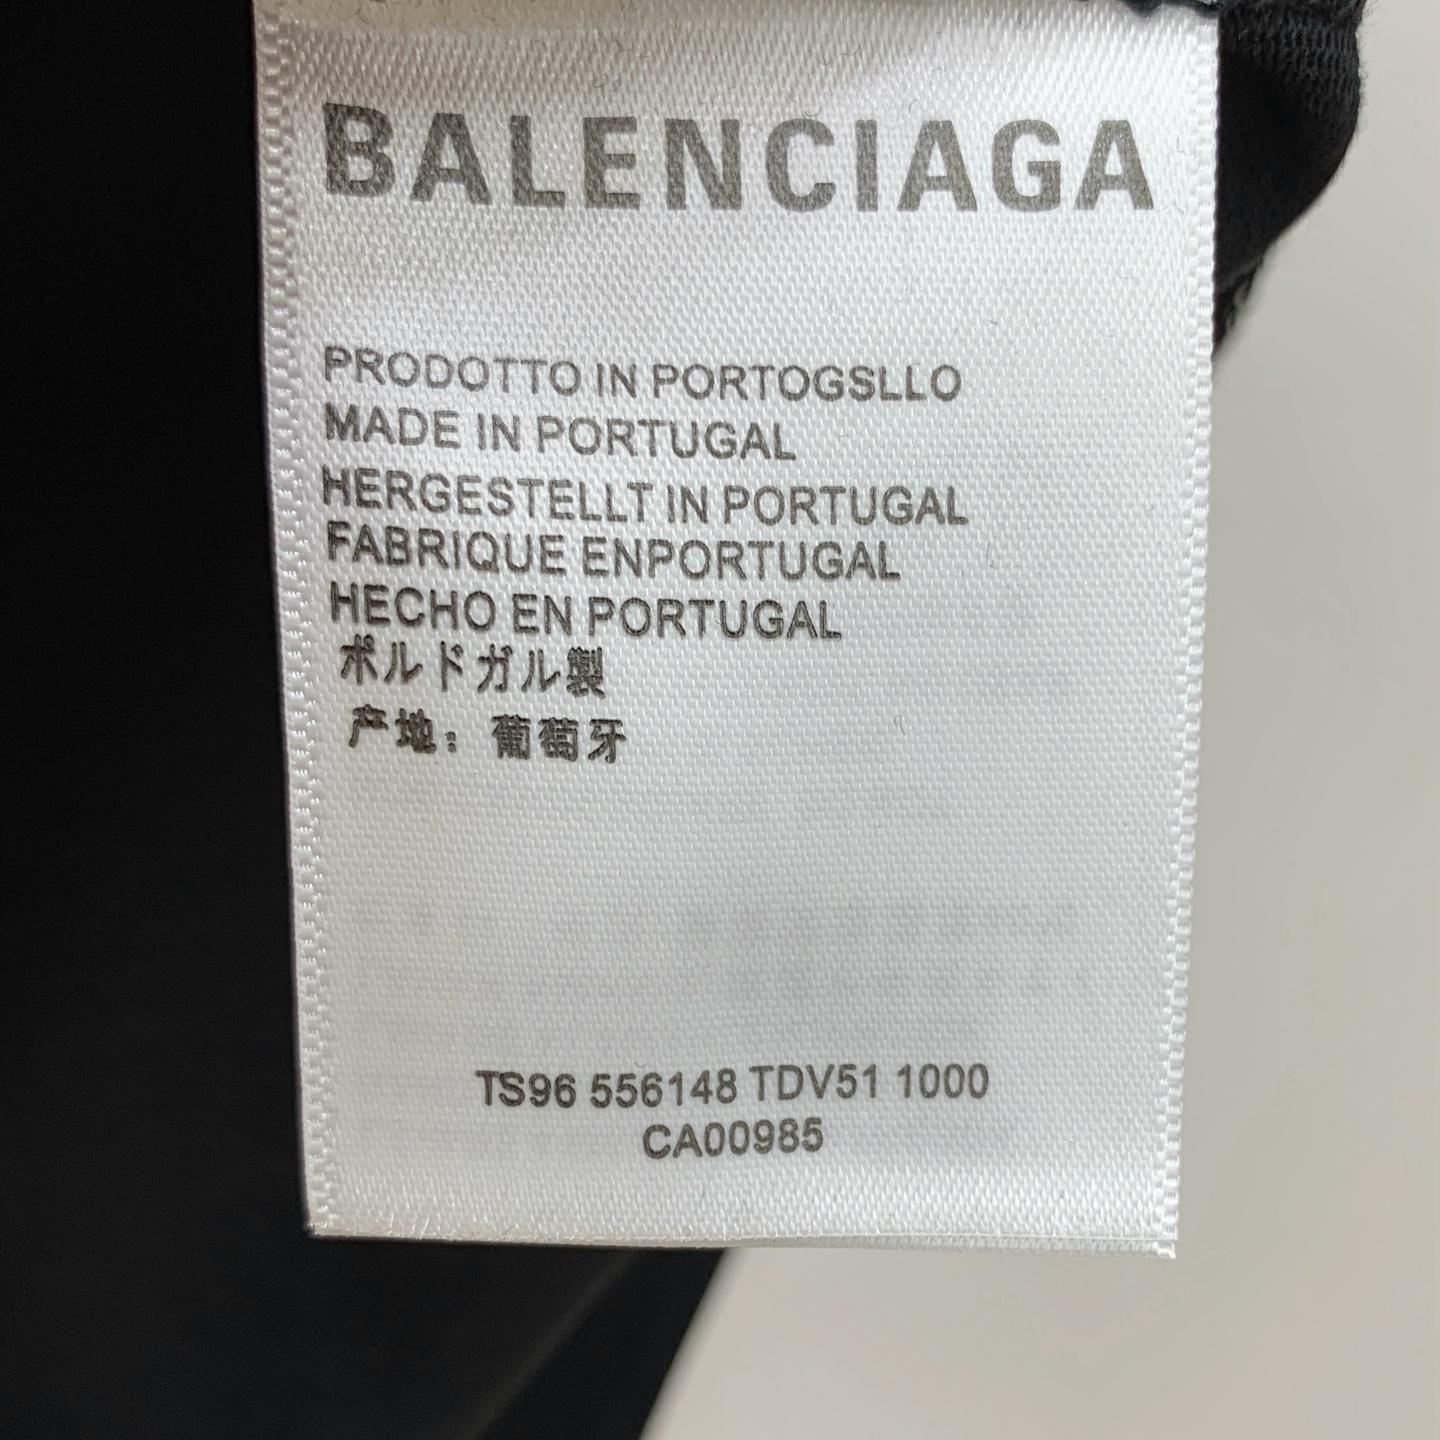 BALENCIAGA
PRODOTTO IN PORTOGSLLO
MADE IN PORTUGAL
HERGESTELLT IN PORTUGAL
FABRIQUE ENPORTUGAL
HECHO EN PORTUGAL
ポルドガル製
产地：葡萄牙
TS96 556148 TDV51 1000
CA00985